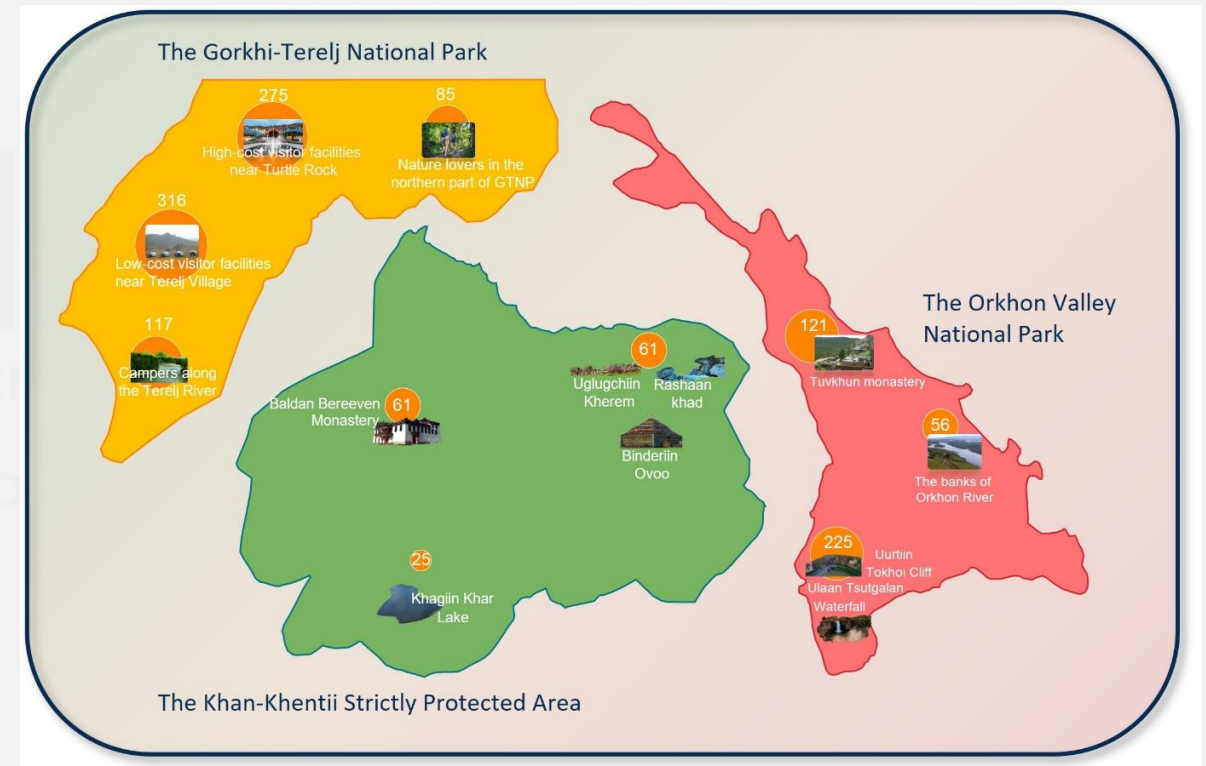 The Gorkhi-Terelj National Park
275
High-cost visitor facilities
near Turtle Rock
85
Nature lovers in the
northern part of GTNP
316
Low-cost visitor facilities
near Terelj Village
117
Campers along
the Terelj River
Baldan Bereeven
Monastery
61
61
Uglugchiin
Kherem
Rashaan
khad
Binderiin
Ovoo
25
Khagiin Khar
Lake
The Orkhon Valley
National Park
121
Tuvkhun monastery
56
The banks of
Orkhon River
225
Uurtiin
Tokhoi Cliff
Ulaan Tsutgalan
Waterfall
The Khan-Khentii Strictly Protected Area